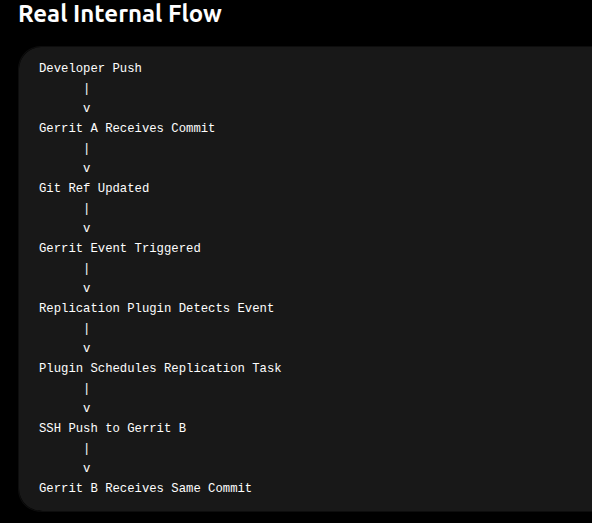 Real Internal Flow
Developer Push
|
v
Gerrit A Receives Commit
|
v
Git Ref Updated
|
v
Gerrit Event Triggered
|
v
Replication Plugin Detects Event
|
v
Plugin Schedules Replication Task
|
v
SSH Push to Gerrit B
|
v
Gerrit B Receives Same Commit